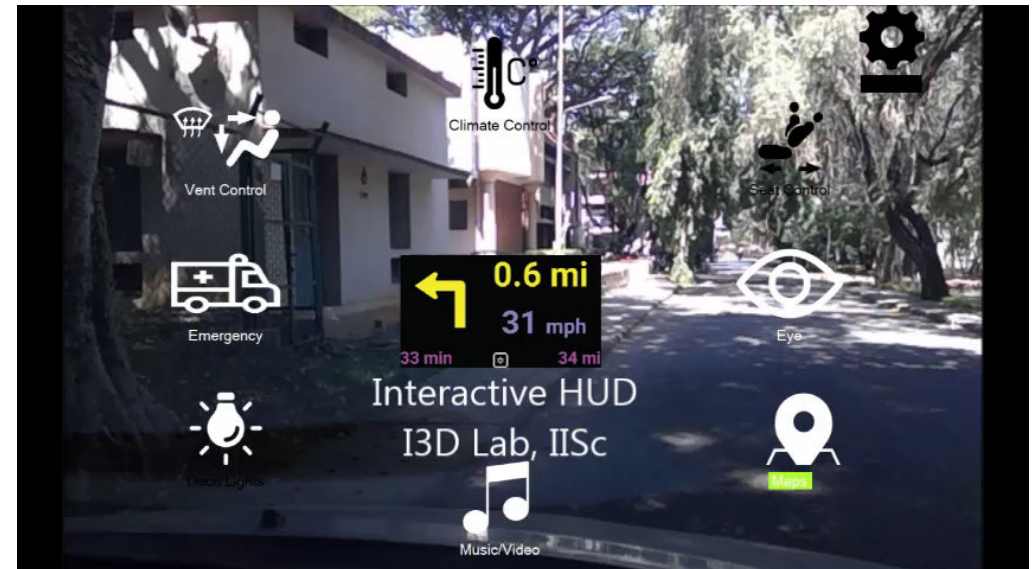 C°
Climate Control
Vent Control
Seat Control
0.6 mi
31 mph
33 min
34 mi
Emergency
Eye
Interactive HUD
I3D Lab, IISc
Deco Lights
Maps
Music/Video